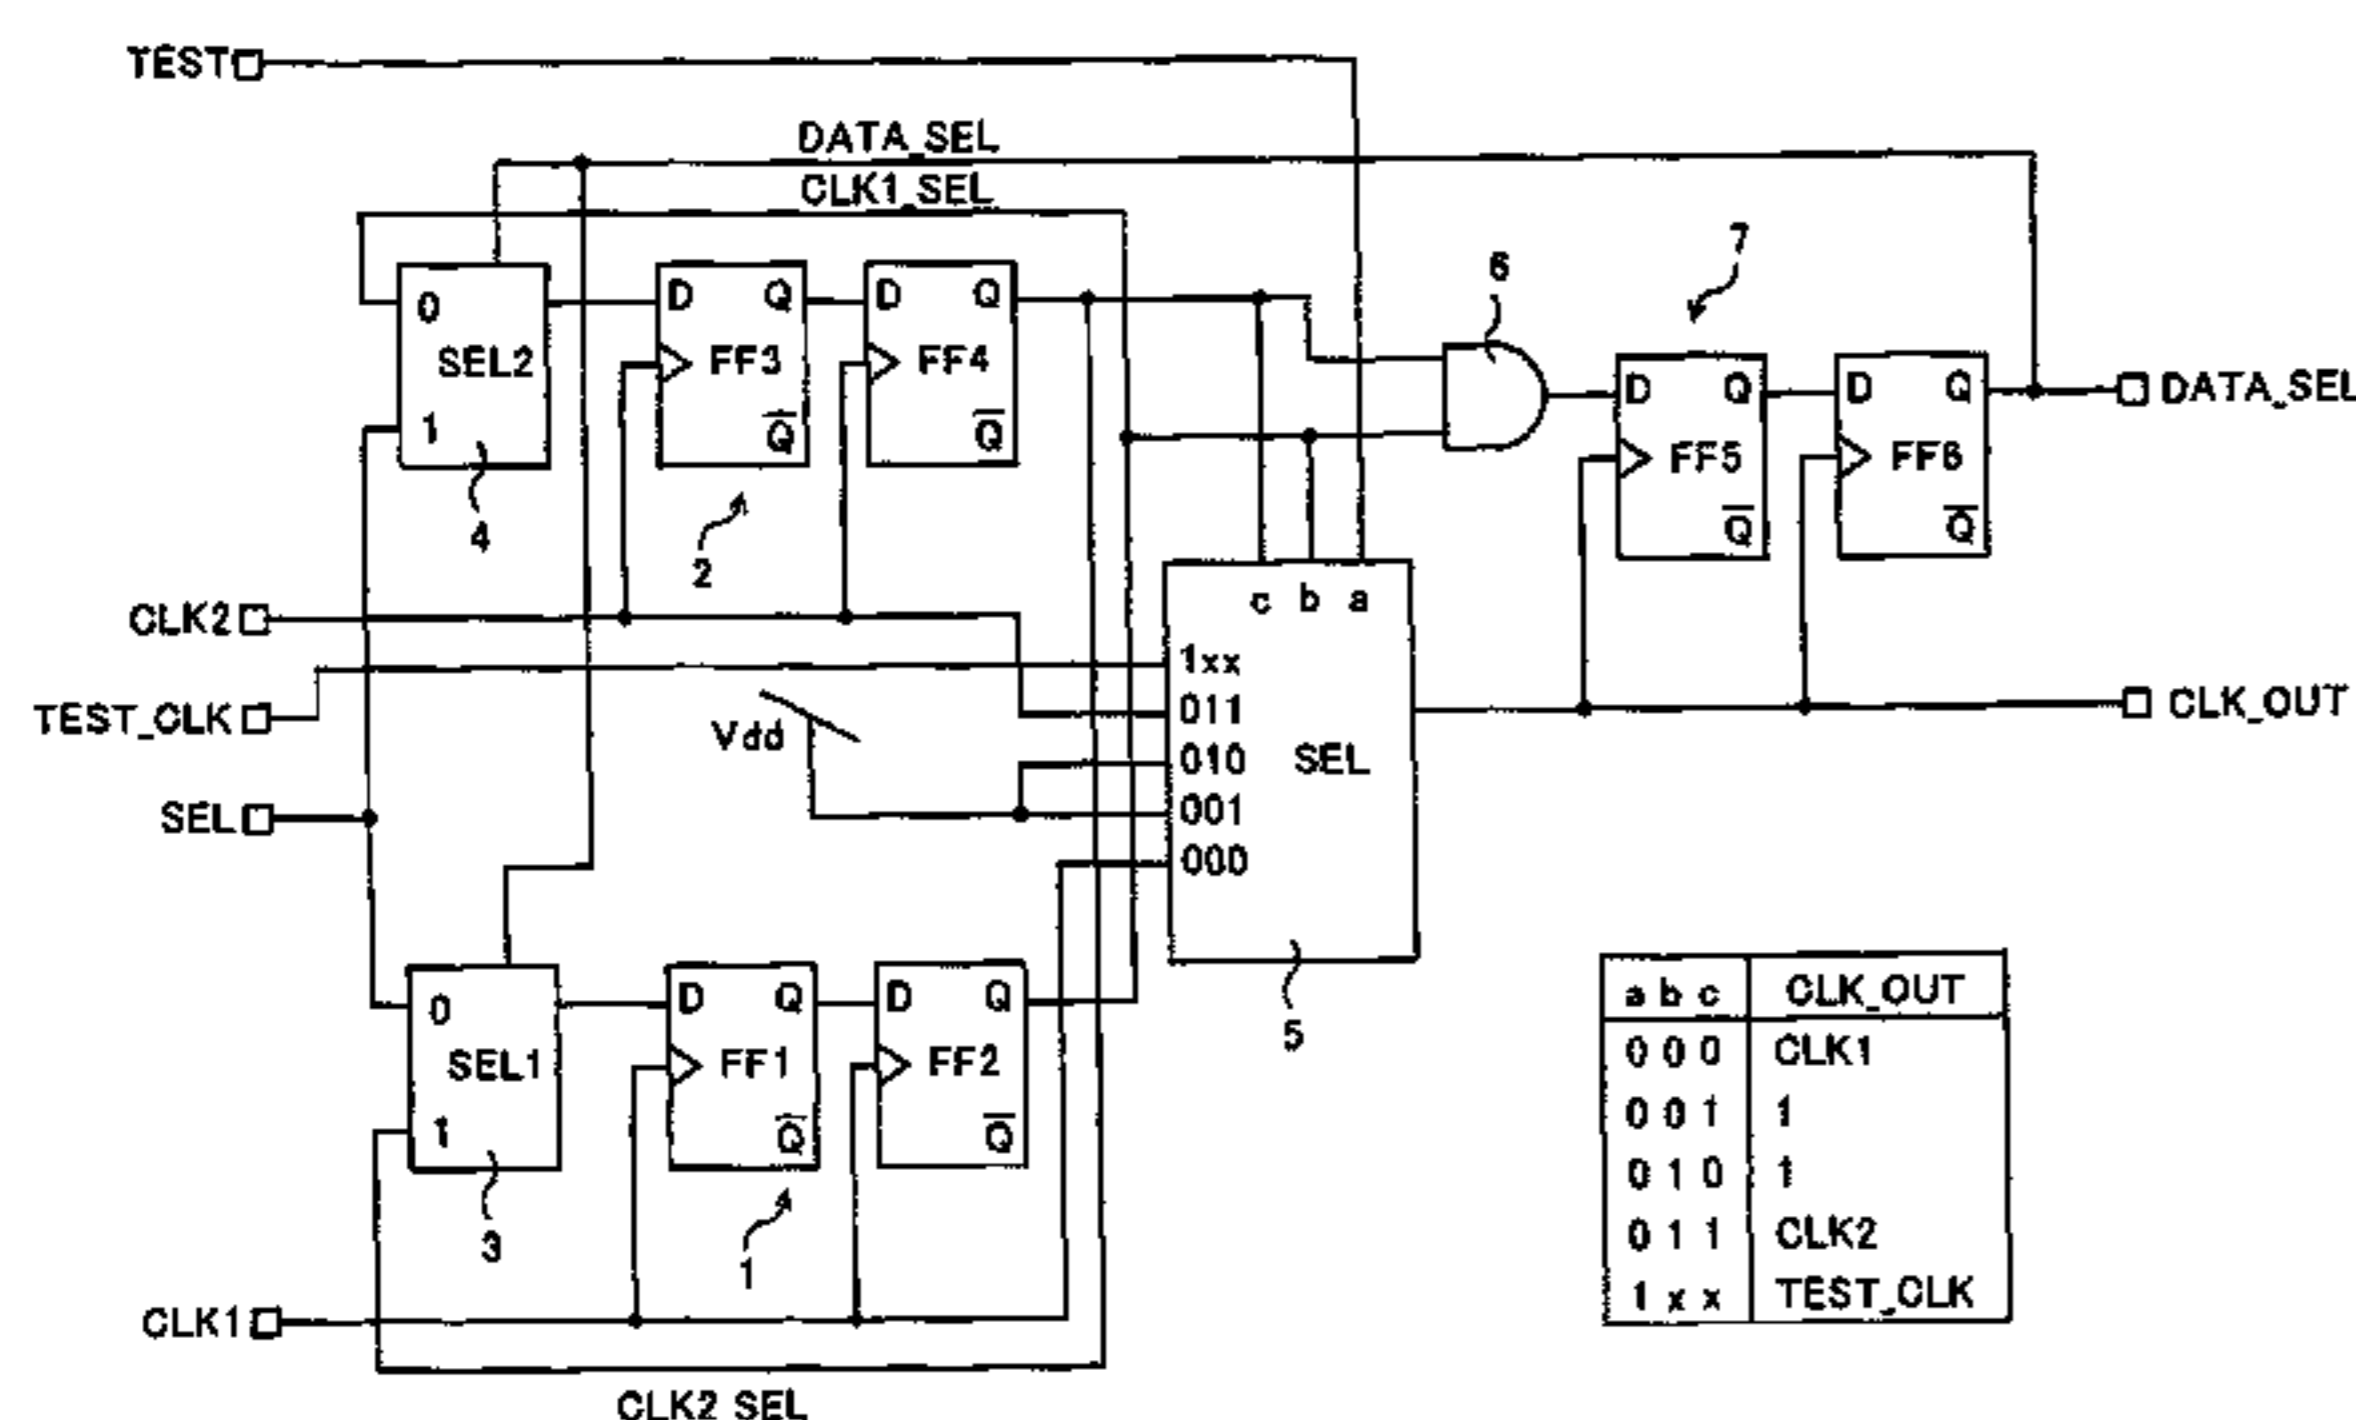 TEST
DATA_SEL
CLK1_SEL
0
SEL2
1
4
D Q
FF3
Q
2
D Q
FF4
Q
6
7
D Q
FF5
Q
D Q
FF6
Q
DATA_SEL
CLK2
TEST_CLK
Vdd
SEL
c b a
1xx
011
010
001
000
SEL
5
CLK_OUT
0
SEL1
1
3
D Q
FF1
Q
1
D Q
FF2
Q
CLK1
CLK2 SEL
a b c CLK_OUT
0 0 0 CLK1
0 0 1 1
0 1 0 1
0 1 1 CLK2
1 x x TEST_CLK